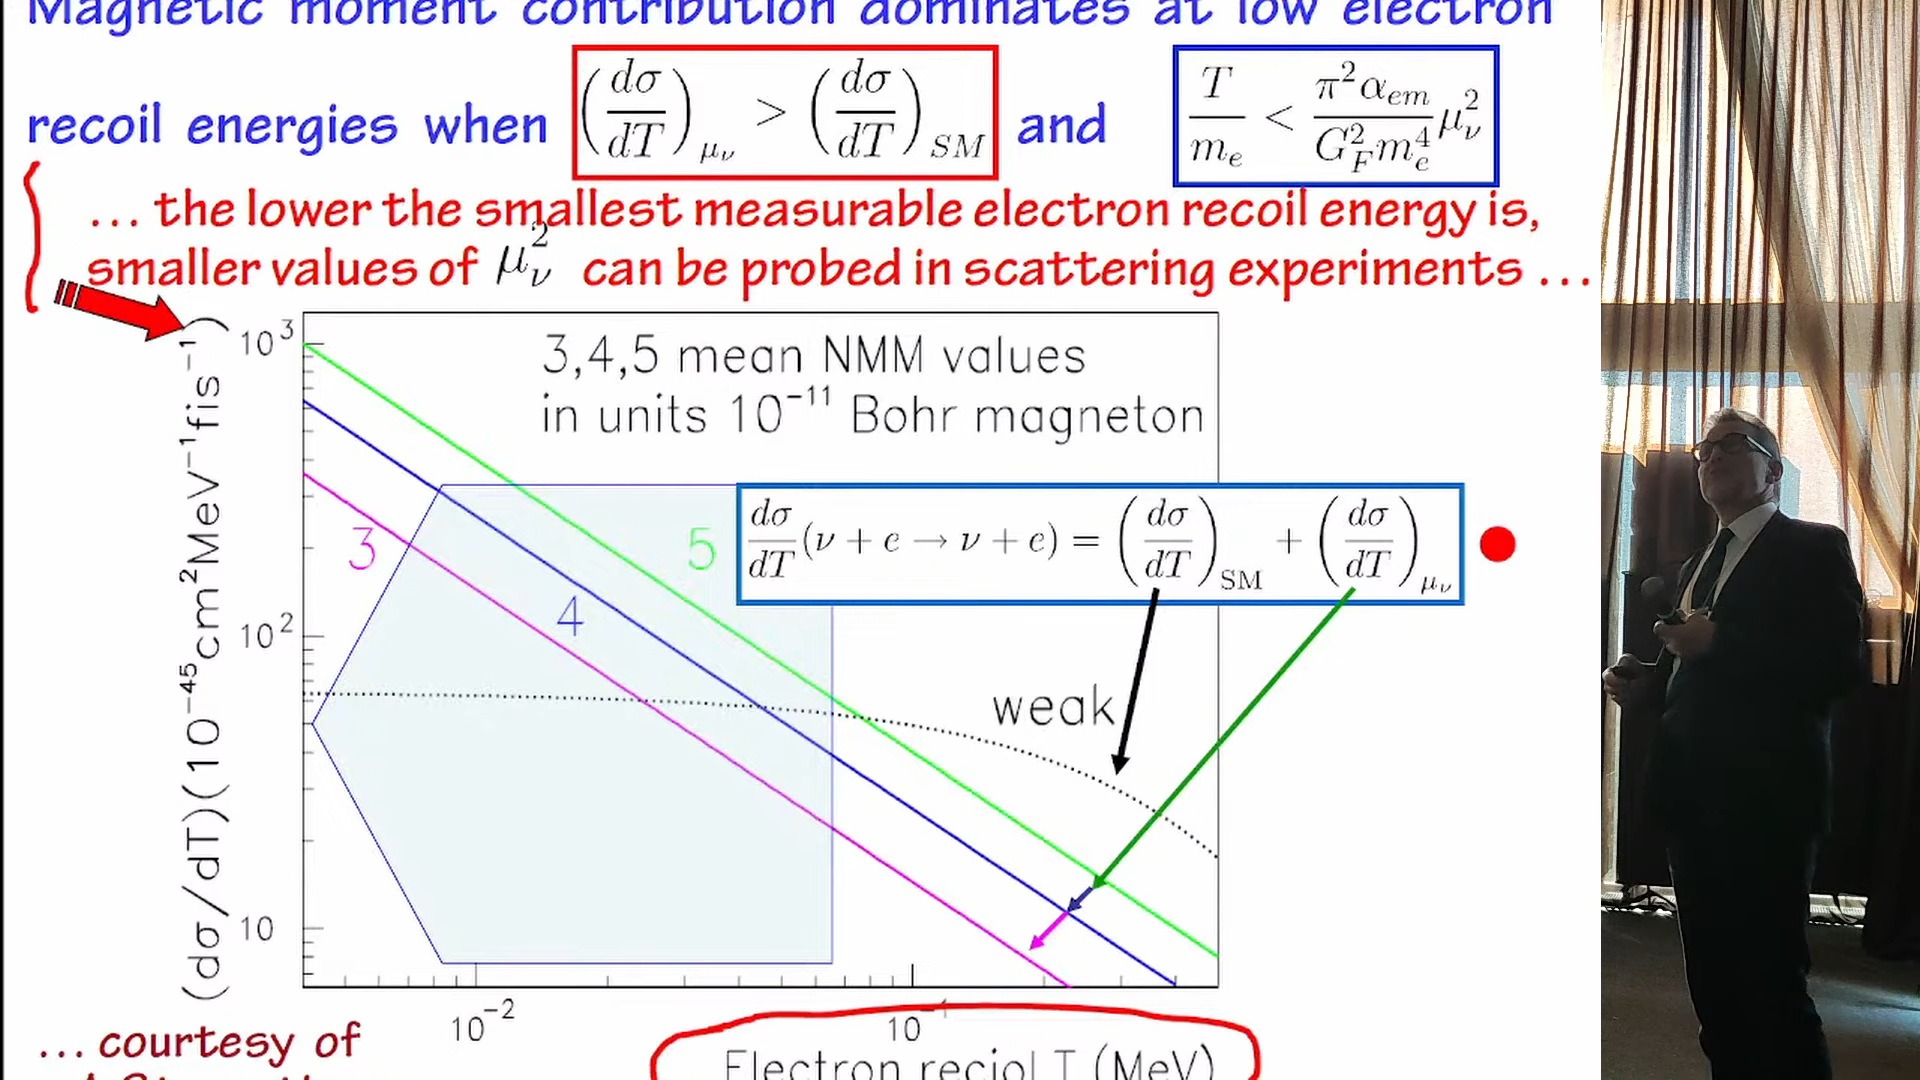 Magnetic moment contribution dominates at low electron
recoil energies when (dσ/dT)_μν > (dσ/dT)_SM and T/m_e < π²α_em/(G_F² m_e⁴) μ_ν²
... the lower the smallest measurable electron recoil energy is,
smaller values of μ_ν² can be probed in scattering experiments ...
(dσ/dT)(10⁻⁴⁵cm²MeV⁻¹fis⁻¹)
10³
3,4,5 mean NMM values
in units 10⁻¹¹ Bohr magneton
3
5
dσ/dT (ν + e → ν + e) = (dσ/dT)_SM + (dσ/dT)_μν
4
10²
weak
10
10⁻²
10⁻¹
... courtesy of
Electron reciol T (MeV)